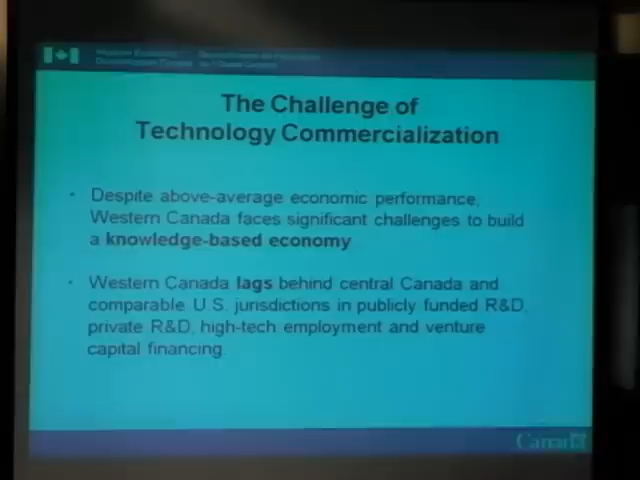 Western Economic
The Challenge of
Technology Commercialization
• Despite above-average economic performance,
Western Canada faces significant challenges to build
a knowledge-based economy
• Western Canada lags behind central Canada and
comparable U.S. jurisdictions in publicly funded R&D,
private R&D, high-tech employment and venture
capital financing.
Canada